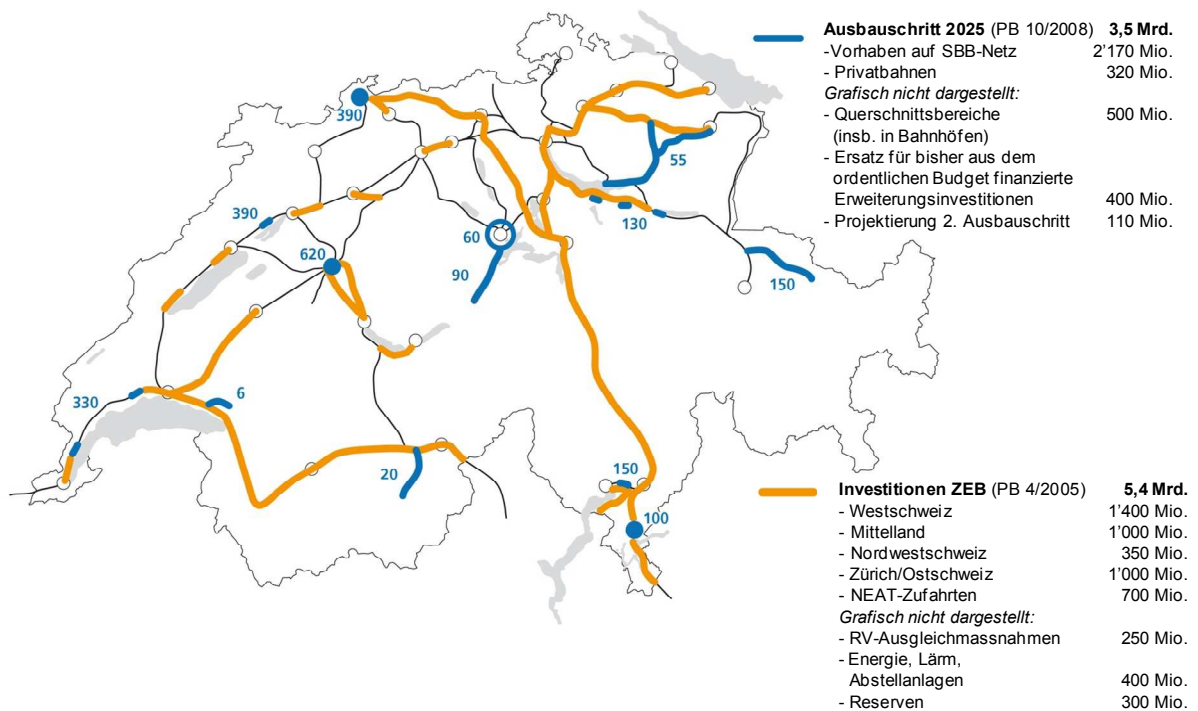 Ausbauschritt 2025 (PB 10/2008) 3,5 Mrd.
-Vorhaben auf SBB-Netz 2'170 Mio.
- Privatbahnen 320 Mio.
Grafisch nicht dargestellt:
- Querschnittsbereiche 500 Mio.
(insb. in Bahnhöfen)
- Ersatz für bisher aus dem
ordentlichen Budget finanzierte
Erweiterungsinvestitionen 400 Mio.
- Projektierung 2. Ausbauschritt 110 Mio.
390
55
390
130
60
620
90
150
6
330
20
150
100
Investitionen ZEB (PB 4/2005) 5,4 Mrd.
- Westschweiz 1'400 Mio.
- Mittelland 1'000 Mio.
- Nordwestschweiz 350 Mio.
- Zürich/Ostschweiz 1'000 Mio.
- NEAT-Zufahrten 700 Mio.
Grafisch nicht dargestellt:
- RV-Ausgleichmassnahmen 250 Mio.
- Energie, Lärm,
Abstellanlagen 400 Mio.
- Reserven 300 Mio.